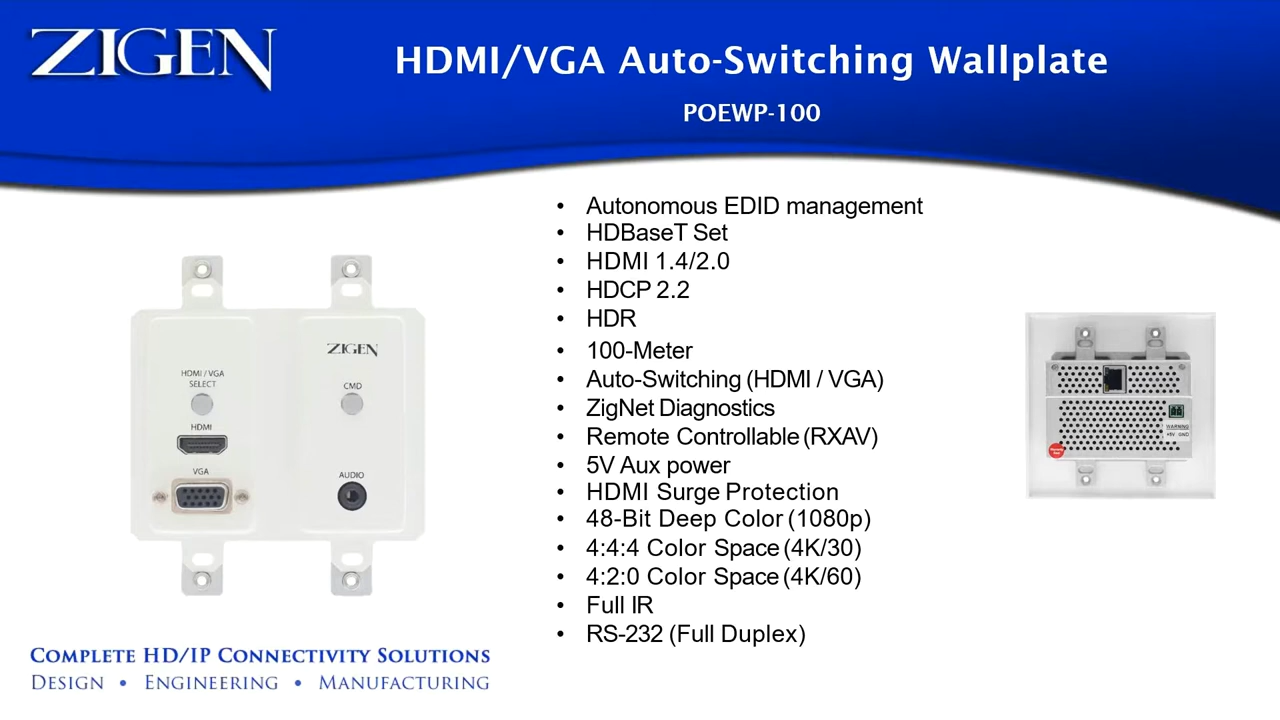 ZIGEN
HDMI/VGA Auto-Switching Wallplate
POEWP-100
• Autonomous EDID management
• HDBaseT Set
• HDMI 1.4/2.0
• HDCP 2.2
• HDR
• 100-Meter
• Auto-Switching (HDMI / VGA)
• ZigNet Diagnostics
• Remote Controllable (RXAV)
• 5V Aux power
• HDMI Surge Protection
• 48-Bit Deep Color (1080p)
• 4:4:4 Color Space (4K/30)
• 4:2:0 Color Space (4K/60)
• Full IR
• RS-232 (Full Duplex)
HDMI / VGA
SELECT
HDMI
VGA
ZIGEN
CMD
AUDIO
WARNING
+5V GND
COMPLETE HD/IP CONNECTIVITY SOLUTIONS
DESIGN • ENGINEERING • MANUFACTURING